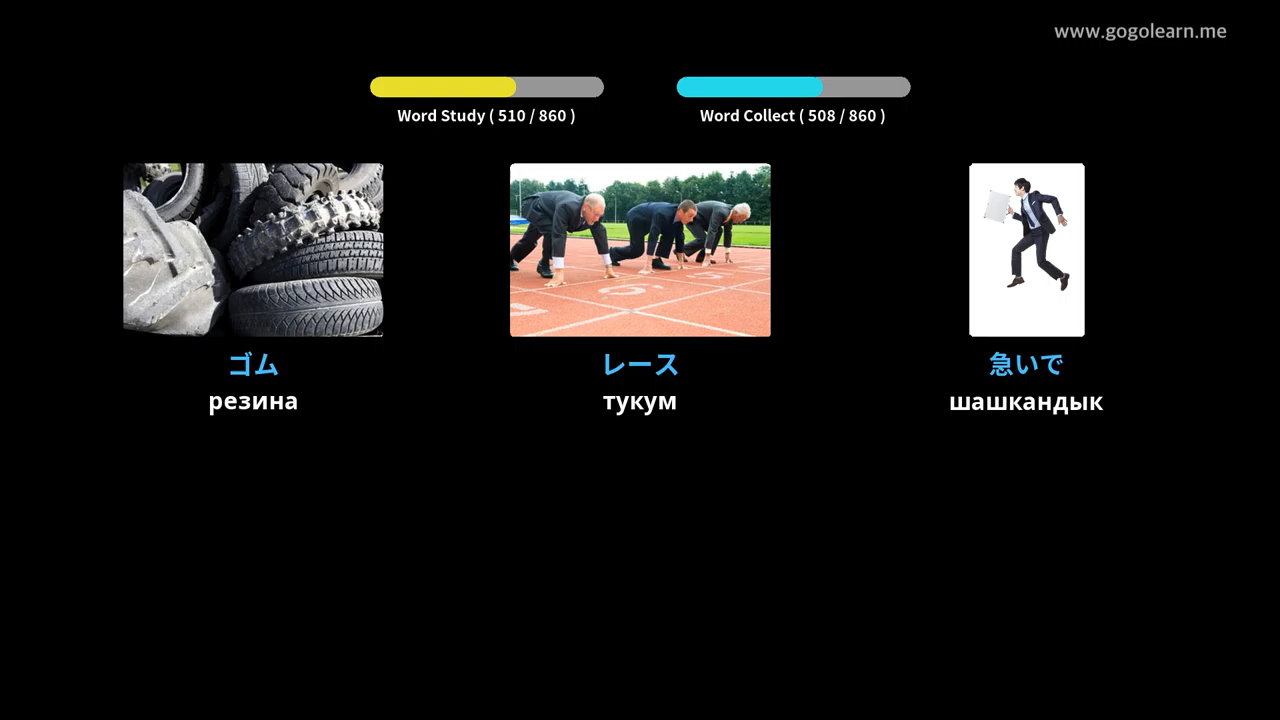 www.gogolearn.me
Word Study ( 510 / 860 )
Word Collect ( 508 / 860 )
ゴム
резина
レース
тукум
急いで
шашкандык